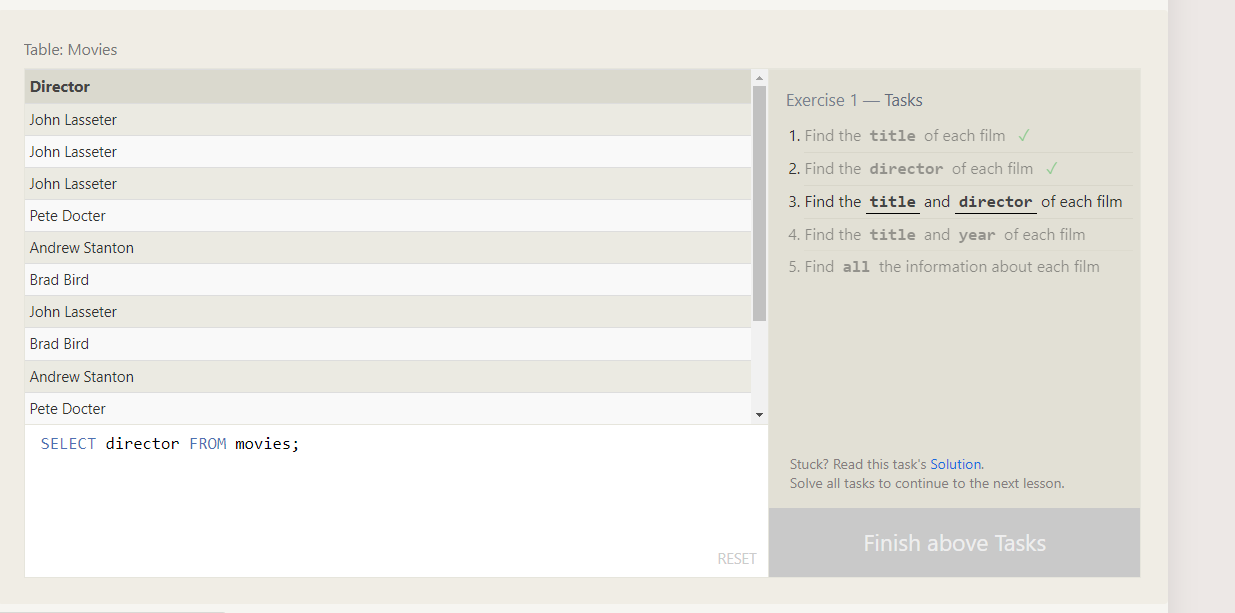 Table: Movies
Director
John Lasseter
John Lasseter
John Lasseter
Pete Docter
Andrew Stanton
Brad Bird
John Lasseter
Brad Bird
Andrew Stanton
Pete Docter
SELECT director FROM movies;
RESET
Exercise 1 — Tasks
1. Find the title of each film ✓
2. Find the director of each film ✓
3. Find the title and director of each film
4. Find the title and year of each film
5. Find all the information about each film
Stuck? Read this task's Solution.
Solve all tasks to continue to the next lesson.
Finish above Tasks